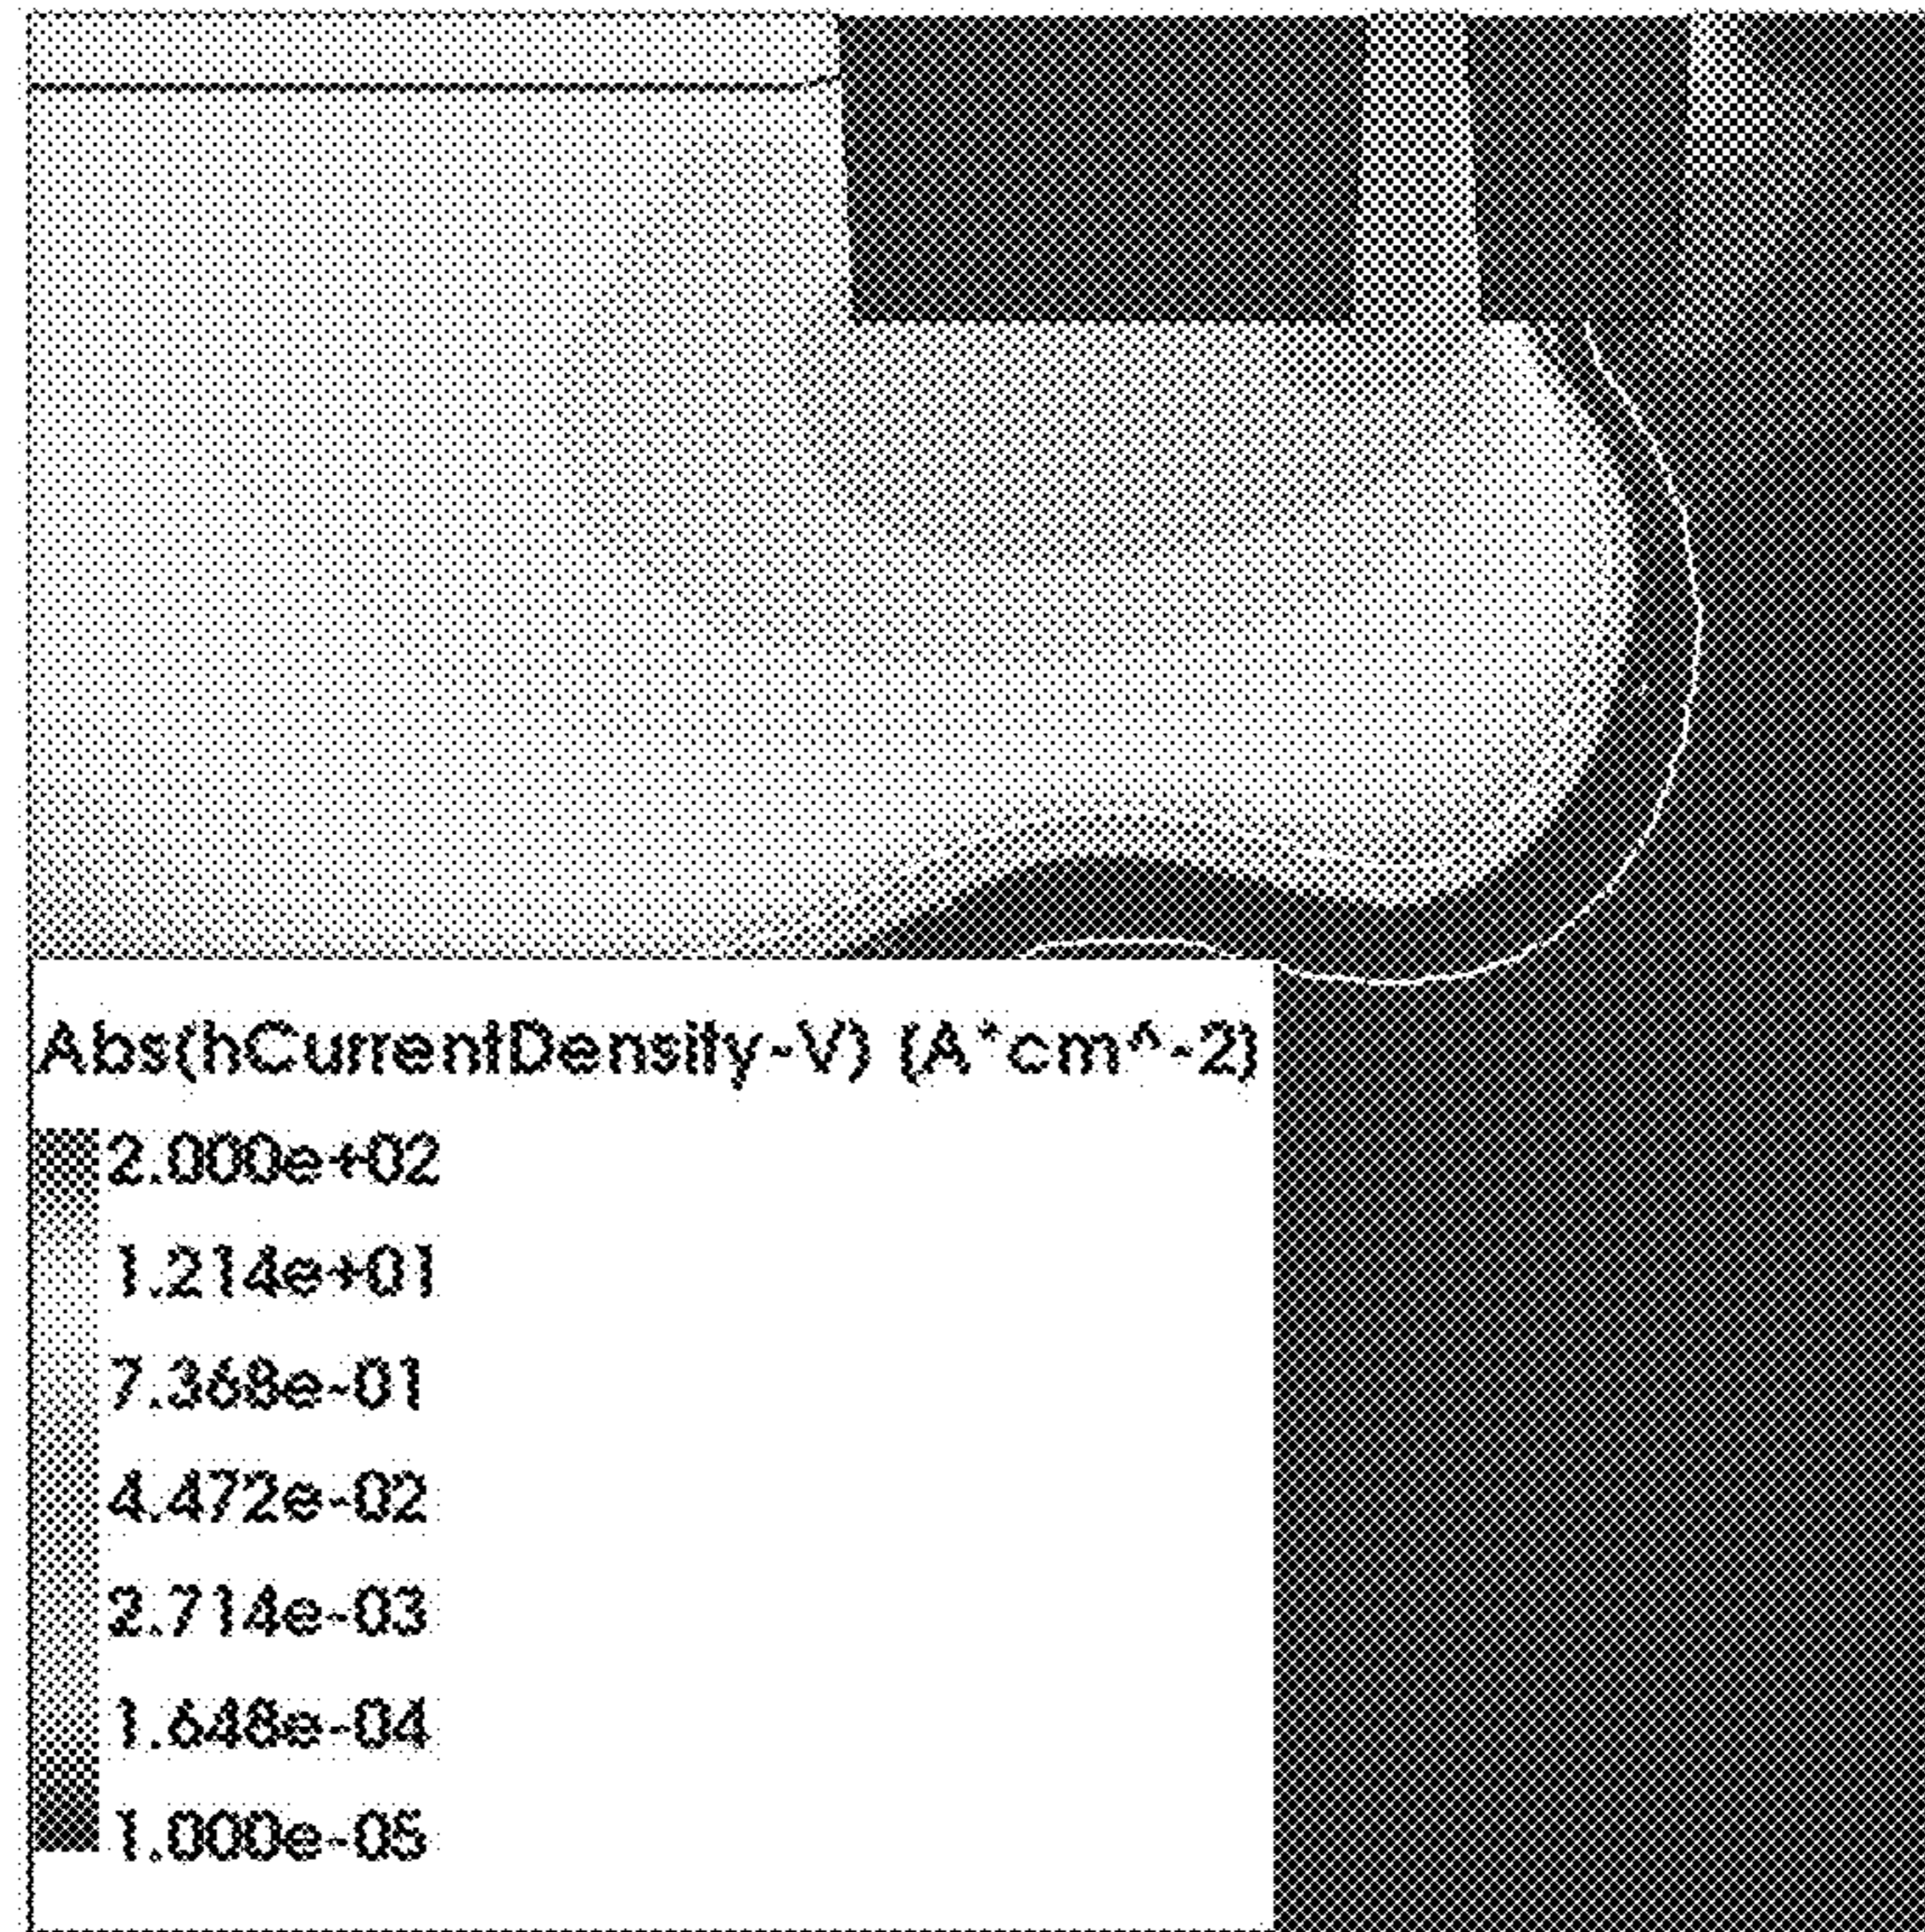 Abs(hCurrentDensity-V) (A*cm^-2)
2.000e+02
1.214e+01
7.368e-01
4.472e-02
2.714e-03
1.648e-04
1.000e-05